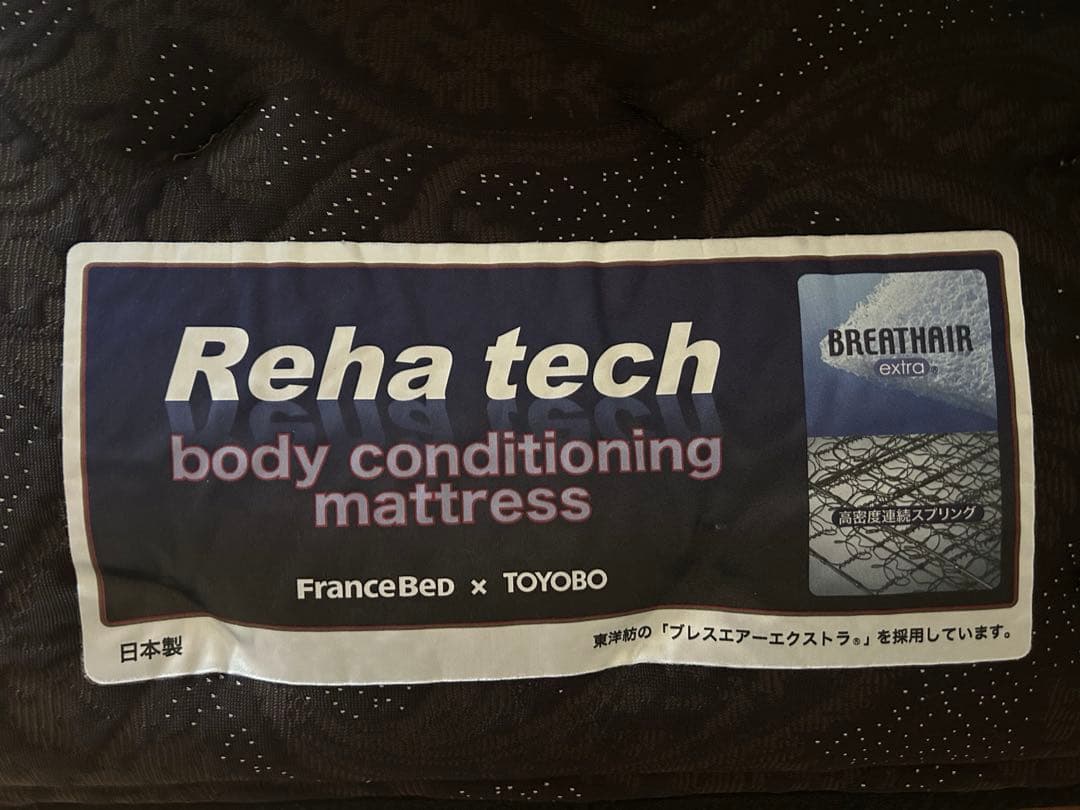 Reha tech
body conditioning
mattress
FranceBeD × TOYOBO
BREATHAIR
extra®
高密度連続スプリング
日本製
東洋紡の「ブレスエアーエクストラ®」を採用しています。